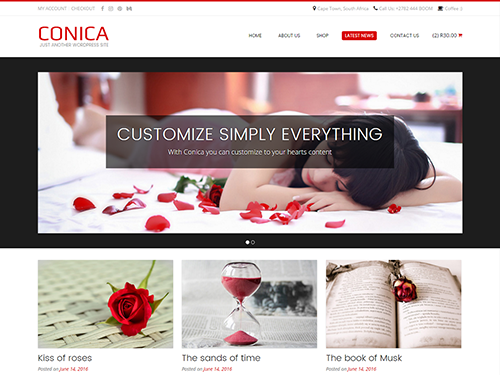 MY ACCOUNT CHECKOUT
Cape Town, South Africa Call Us: +2782 444 BOOM Coffee :)
CONICA
JUST ANOTHER WORDPRESS SITE
HOME ABOUT US SHOP LATEST NEWS CONTACT US (2) R30.00
CUSTOMIZE SIMPLY EVERYTHING
With Conica you can customize to your hearts content
Kiss of roses
Posted on June 14, 2016
The sands of time
Posted on June 14, 2016
The book of Musk
Posted on June 14, 2016